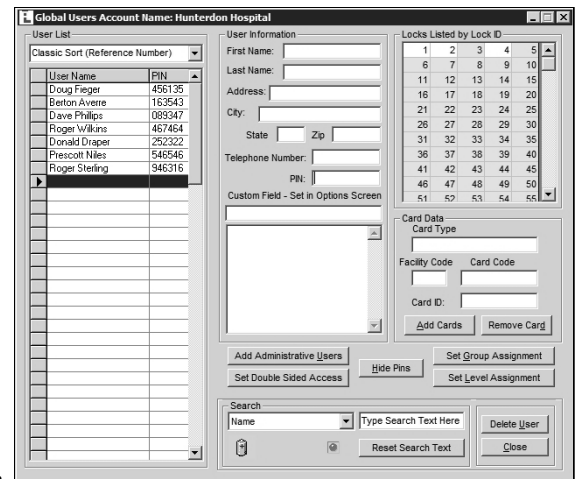 Global Users Account Name: Hunterdon Hospital
User List
Classic Sort (Reference Number)
User Name PIN
Doug Fieger 456135
Berton Averre 163543
Dave Phillips 089347
Roger Wilkins 467464
Donald Draper 252322
Prescott Niles 546546
Roger Sterling 946316
User Information
First Name:
Last Name:
Address:
City:
State Zip
Telephone Number:
PIN:
Custom Field - Set in Options Screen
Locks Listed by Lock ID
1 2 3 4 5
6 7 8 9 10
11 12 13 14 15
16 17 18 19 20
21 22 23 24 25
26 27 28 29 30
31 32 33 34 35
36 37 38 39 40
41 42 43 44 45
46 47 48 49 50
51 52 53 54 55
Card Data
Card Type
Facility Code Card Code
Card ID:
Add Cards Remove Card
Add Administrative Users
Set Double Sided Access
Hide Pins
Set Group Assignment
Set Level Assignment
Search
Name Type Search Text Here
Reset Search Text
Delete User
Close